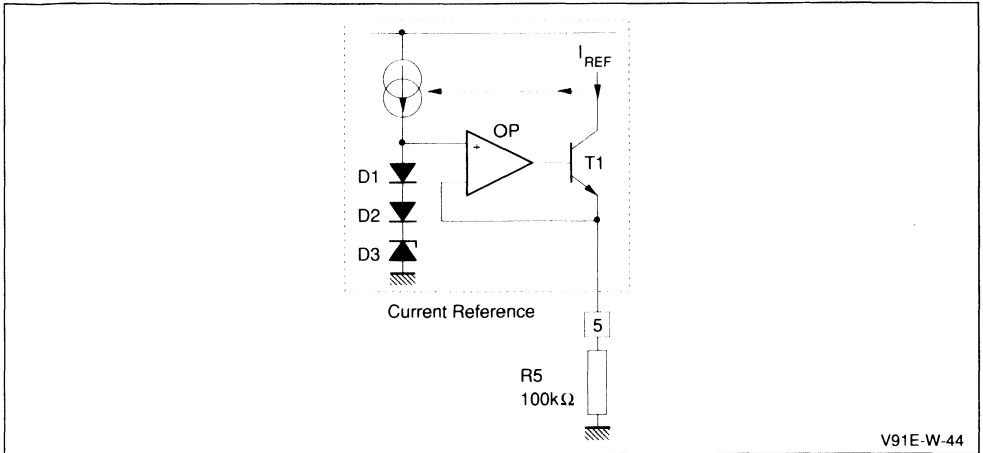 I REF
OP
+
T1
D1
D2
D3
Current Reference
5
R5
100kΩ
V91E-W-44